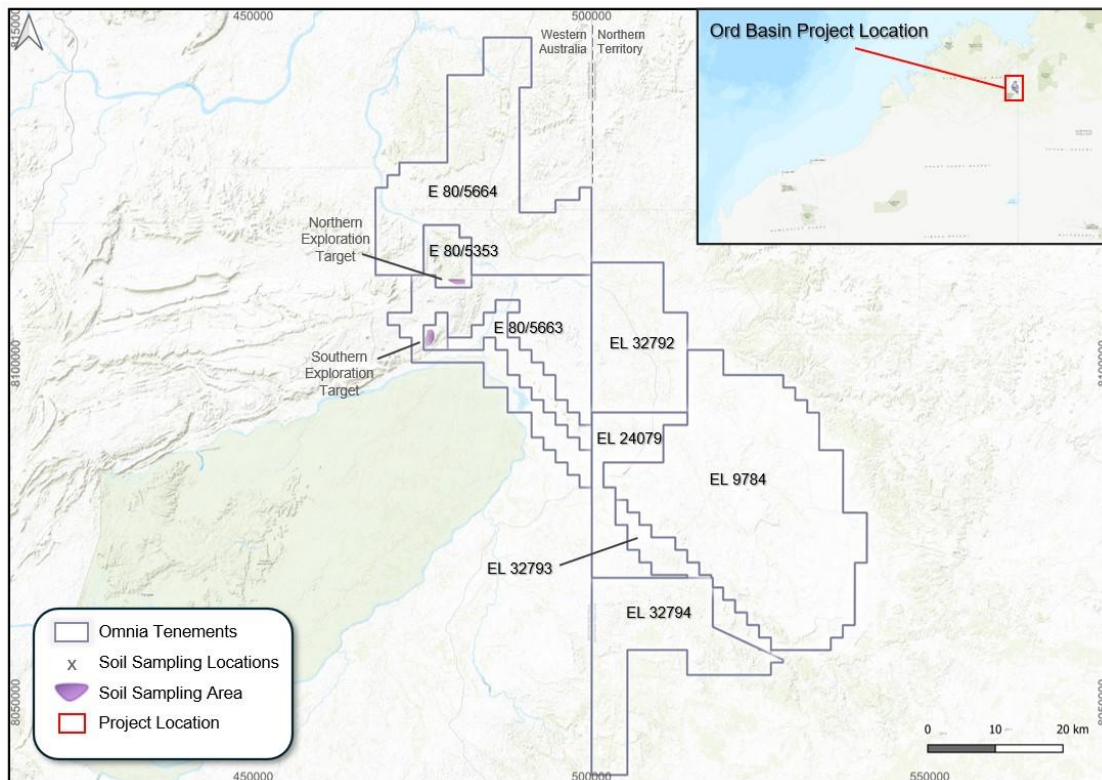 450000
500000
8150000
Western
Australia
Northern
Territory
Ord Basin Project Location
E 80/5664
Northern
Exploration
Target
E 80/5353
E 80/5663
EL 32792
8100000
8100000
Southern
Exploration
Target
EL 24079
EL 9784
EL 32793
EL 32794
Omnia Tenements
x Soil Sampling Locations
Soil Sampling Area
Project Location
8050000
8050000
0 10 20 km
450000
500000
550000